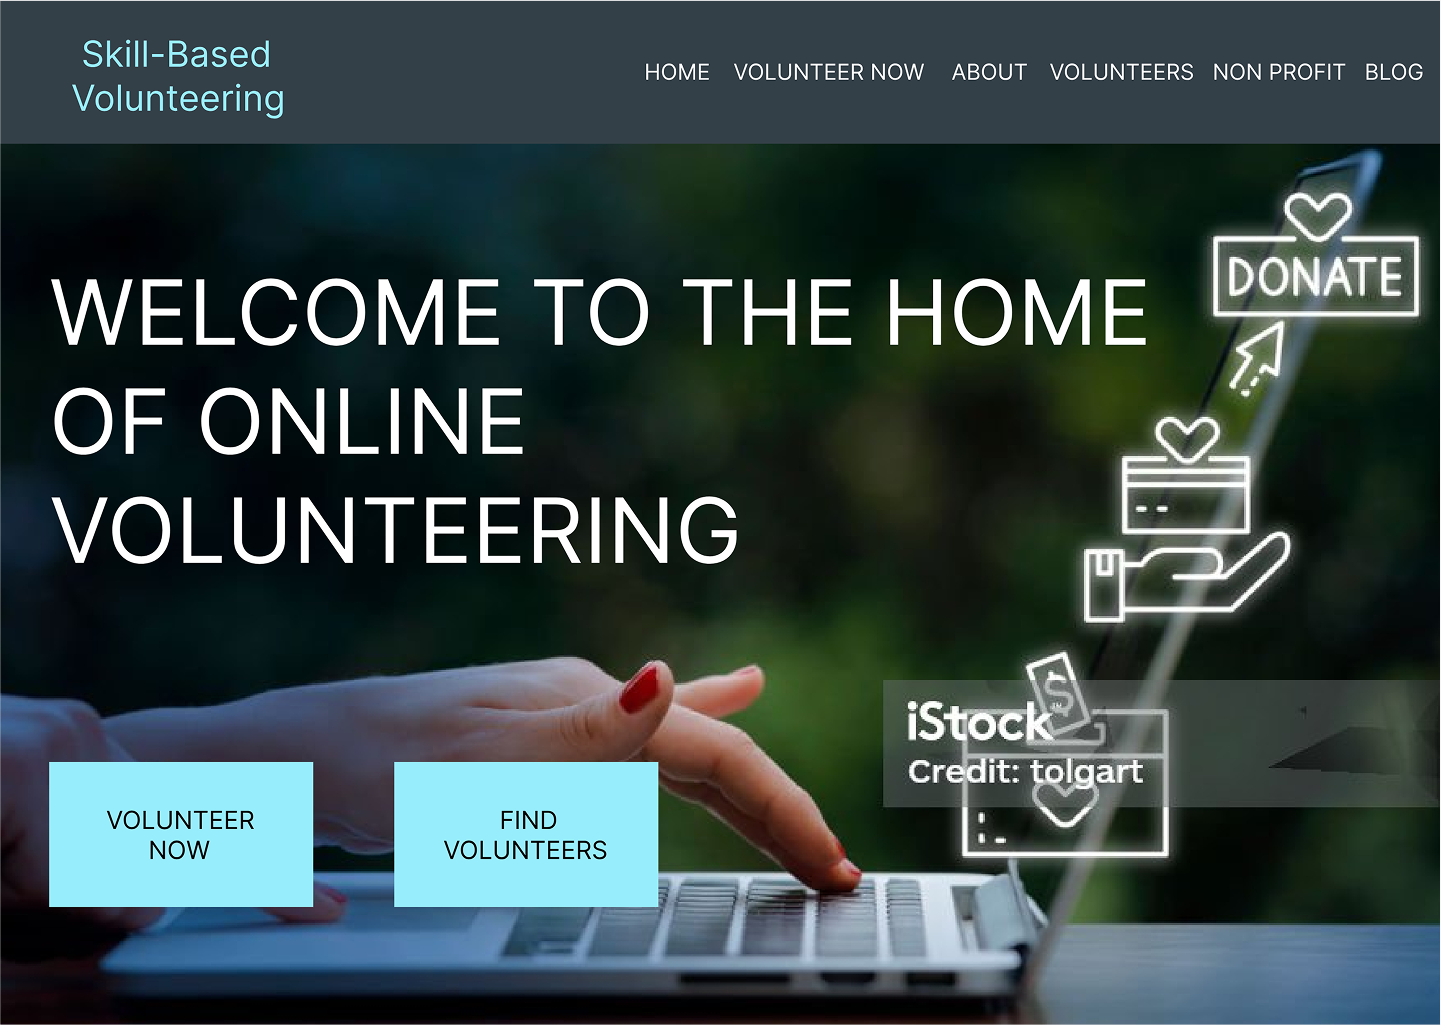 Skill-Based
Volunteering
HOME VOLUNTEER NOW ABOUT VOLUNTEERS NON PROFIT BLOG
WELCOME TO THE HOME
OF ONLINE
VOLUNTEERING
DONATE
$
iStock
Credit: tolgart
VOLUNTEER
NOW
FIND
VOLUNTEERS